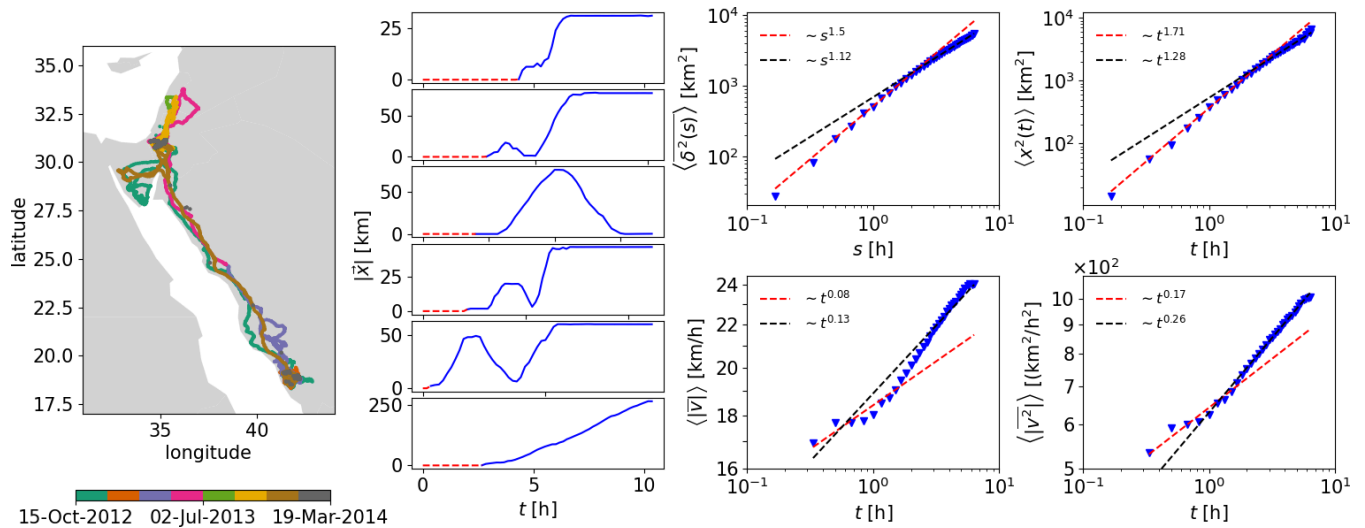 35.0
32.5
30.0
27.5
25.0
22.5
20.0
17.5
latitude
35 40
longitude
15-Oct-2012 02-Jul-2013 19-Mar-2014
25
0
50
0
50
0
25
0
50
0
250
0
|x⃗| [km]
0 5 10
t [h]
10⁴
10³
10²
⟨δ²(s)⟩ [km²]
~ s^1.5
~ s^1.12
10⁻¹ 10⁰ 10¹
s [h]
10⁴
10³
10²
⟨x²(t)⟩ [km²]
~ t^1.71
~ t^1.28
10⁻¹ 10⁰ 10¹
t [h]
24
22
20
18
16
⟨|v|⟩ [km/h]
~ t^0.08
~ t^0.13
10⁻¹ 10⁰ 10¹
t [h]
×10²
10
9
8
7
6
5
⟨|v²|⟩ [(km²/h²]
~ t^0.17
~ t^0.26
10⁻¹ 10⁰ 10¹
t [h]